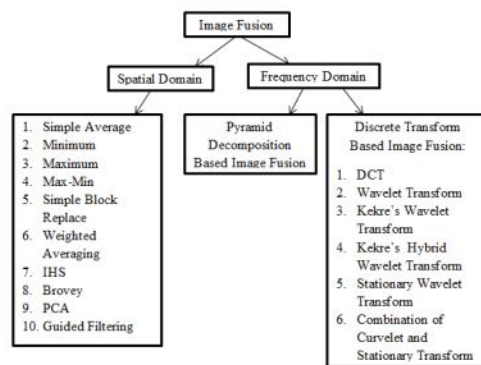 Image Fusion
Spatial Domain
Frequency Domain
1. Simple Average
2. Minimum
3. Maximum
4. Max-Min
5. Simple Block
Replace
6. Weighted
Averaging
7. IHS
8. Brovey
9. PCA
10. Guided Filtering
Pyramid
Decomposition
Based Image Fusion
Discrete Transform
Based Image Fusion:
1. DCT
2. Wavelet Transform
3. Kekre's Wavelet
Transform
4. Kekre's Hybrid
Wavelet Transform
5. Stationary Wavelet
Transform
6. Combination of
Curvelet and
Stationary Transform